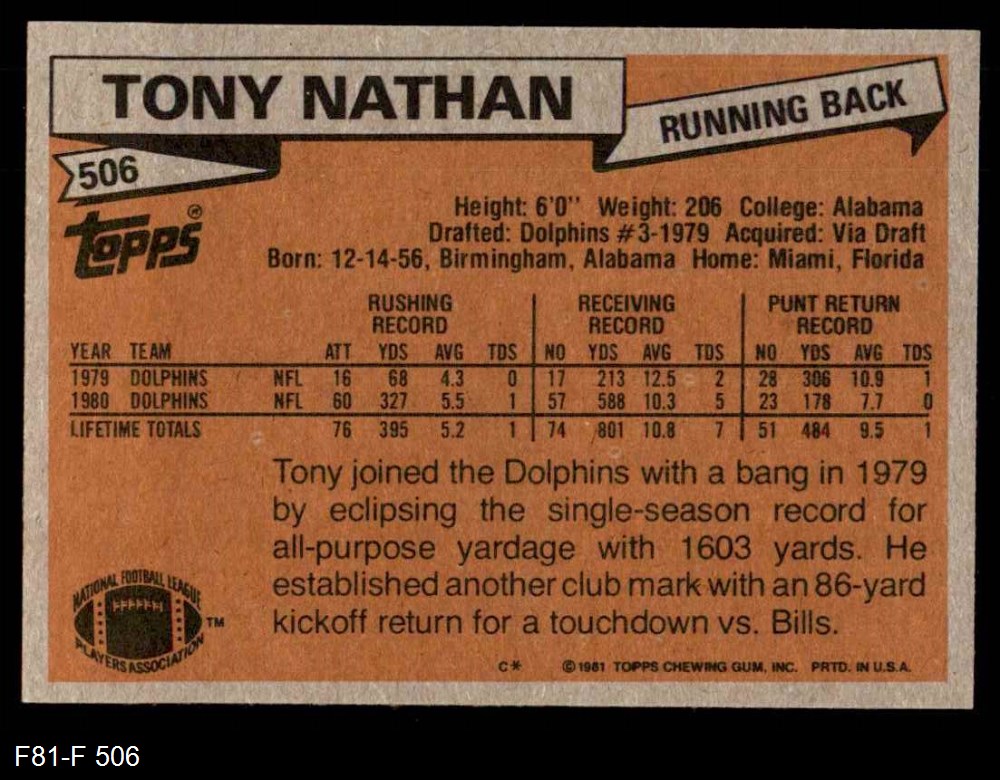 TONY NATHAN
RUNNING BACK
506
Topps®
Height: 6'0'' Weight: 206 College: Alabama
Drafted: Dolphins #3-1979 Acquired: Via Draft
Born: 12-14-56, Birmingham, Alabama Home: Miami, Florida
RUSHING RECEIVING PUNT RETURN
RECORD RECORD RECORD
YEAR TEAM ATT YDS AVG TDS NO YDS AVG TDS NO YDS AVG TDS
1979 DOLPHINS NFL 16 68 4.3 0 17 213 12.5 2 28 306 10.9 1
1980 DOLPHINS NFL 60 327 5.5 1 57 588 10.3 5 23 178 7.7 0
LIFETIME TOTALS 76 395 5.2 1 74 801 10.8 7 51 484 9.5 1
Tony joined the Dolphins with a bang in 1979
by eclipsing the single-season record for
all-purpose yardage with 1603 yards. He
established another club mark with an 86-yard
kickoff return for a touchdown vs. Bills.
NATIONAL FOOTBALL LEAGUE
PLAYERS ASSOCIATION
TM
C* © 1981 TOPPS CHEWING GUM, INC. PRTD. IN U.S.A.
F81-F 506